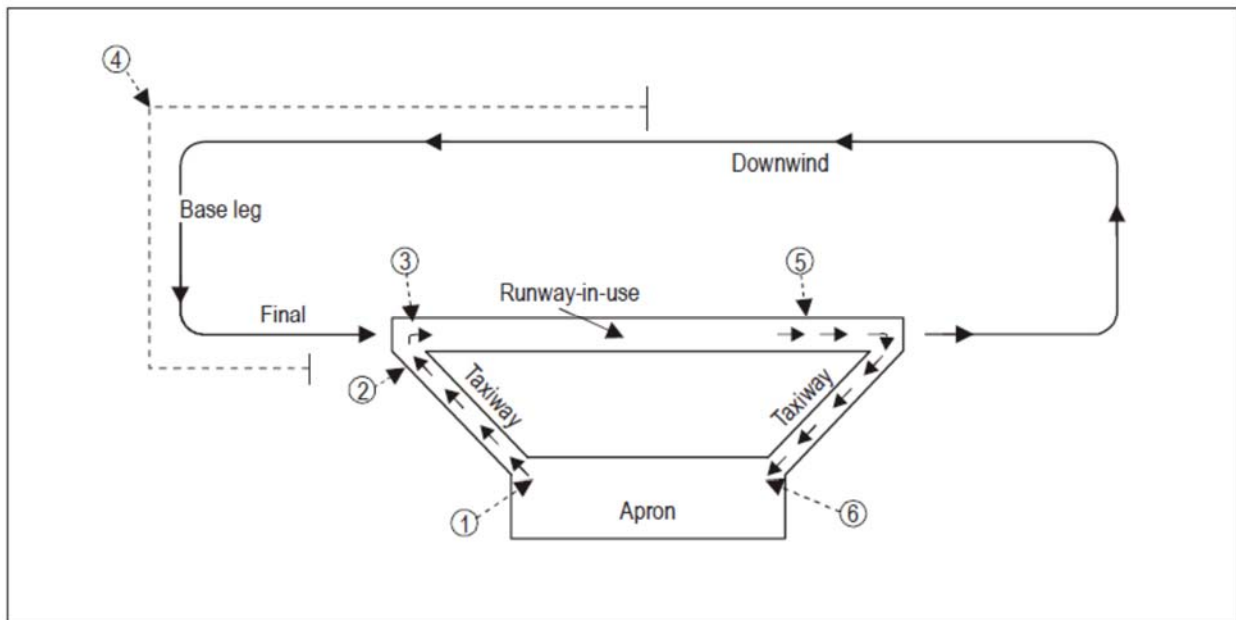 ④
Downwind
Base leg
③
⑤
Runway-in-use
Final
②
Taxiway
Taxiway
①
Apron
⑥